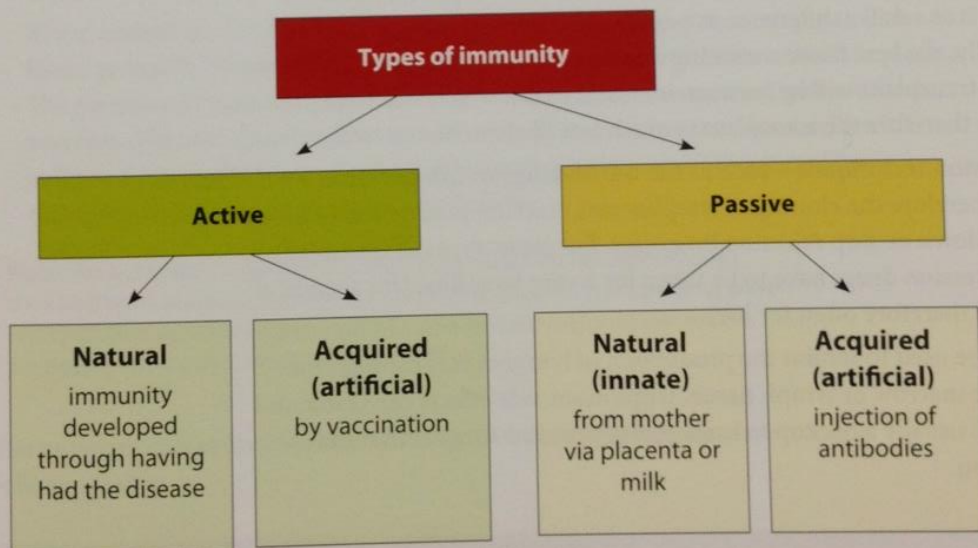 Types of immunity
Active
Passive
Natural
immunity
developed
through having
had the disease
Acquired
(artificial)
by vaccination
Natural
(innate)
from mother
via placenta or
milk
Acquired
(artificial)
injection of
antibodies